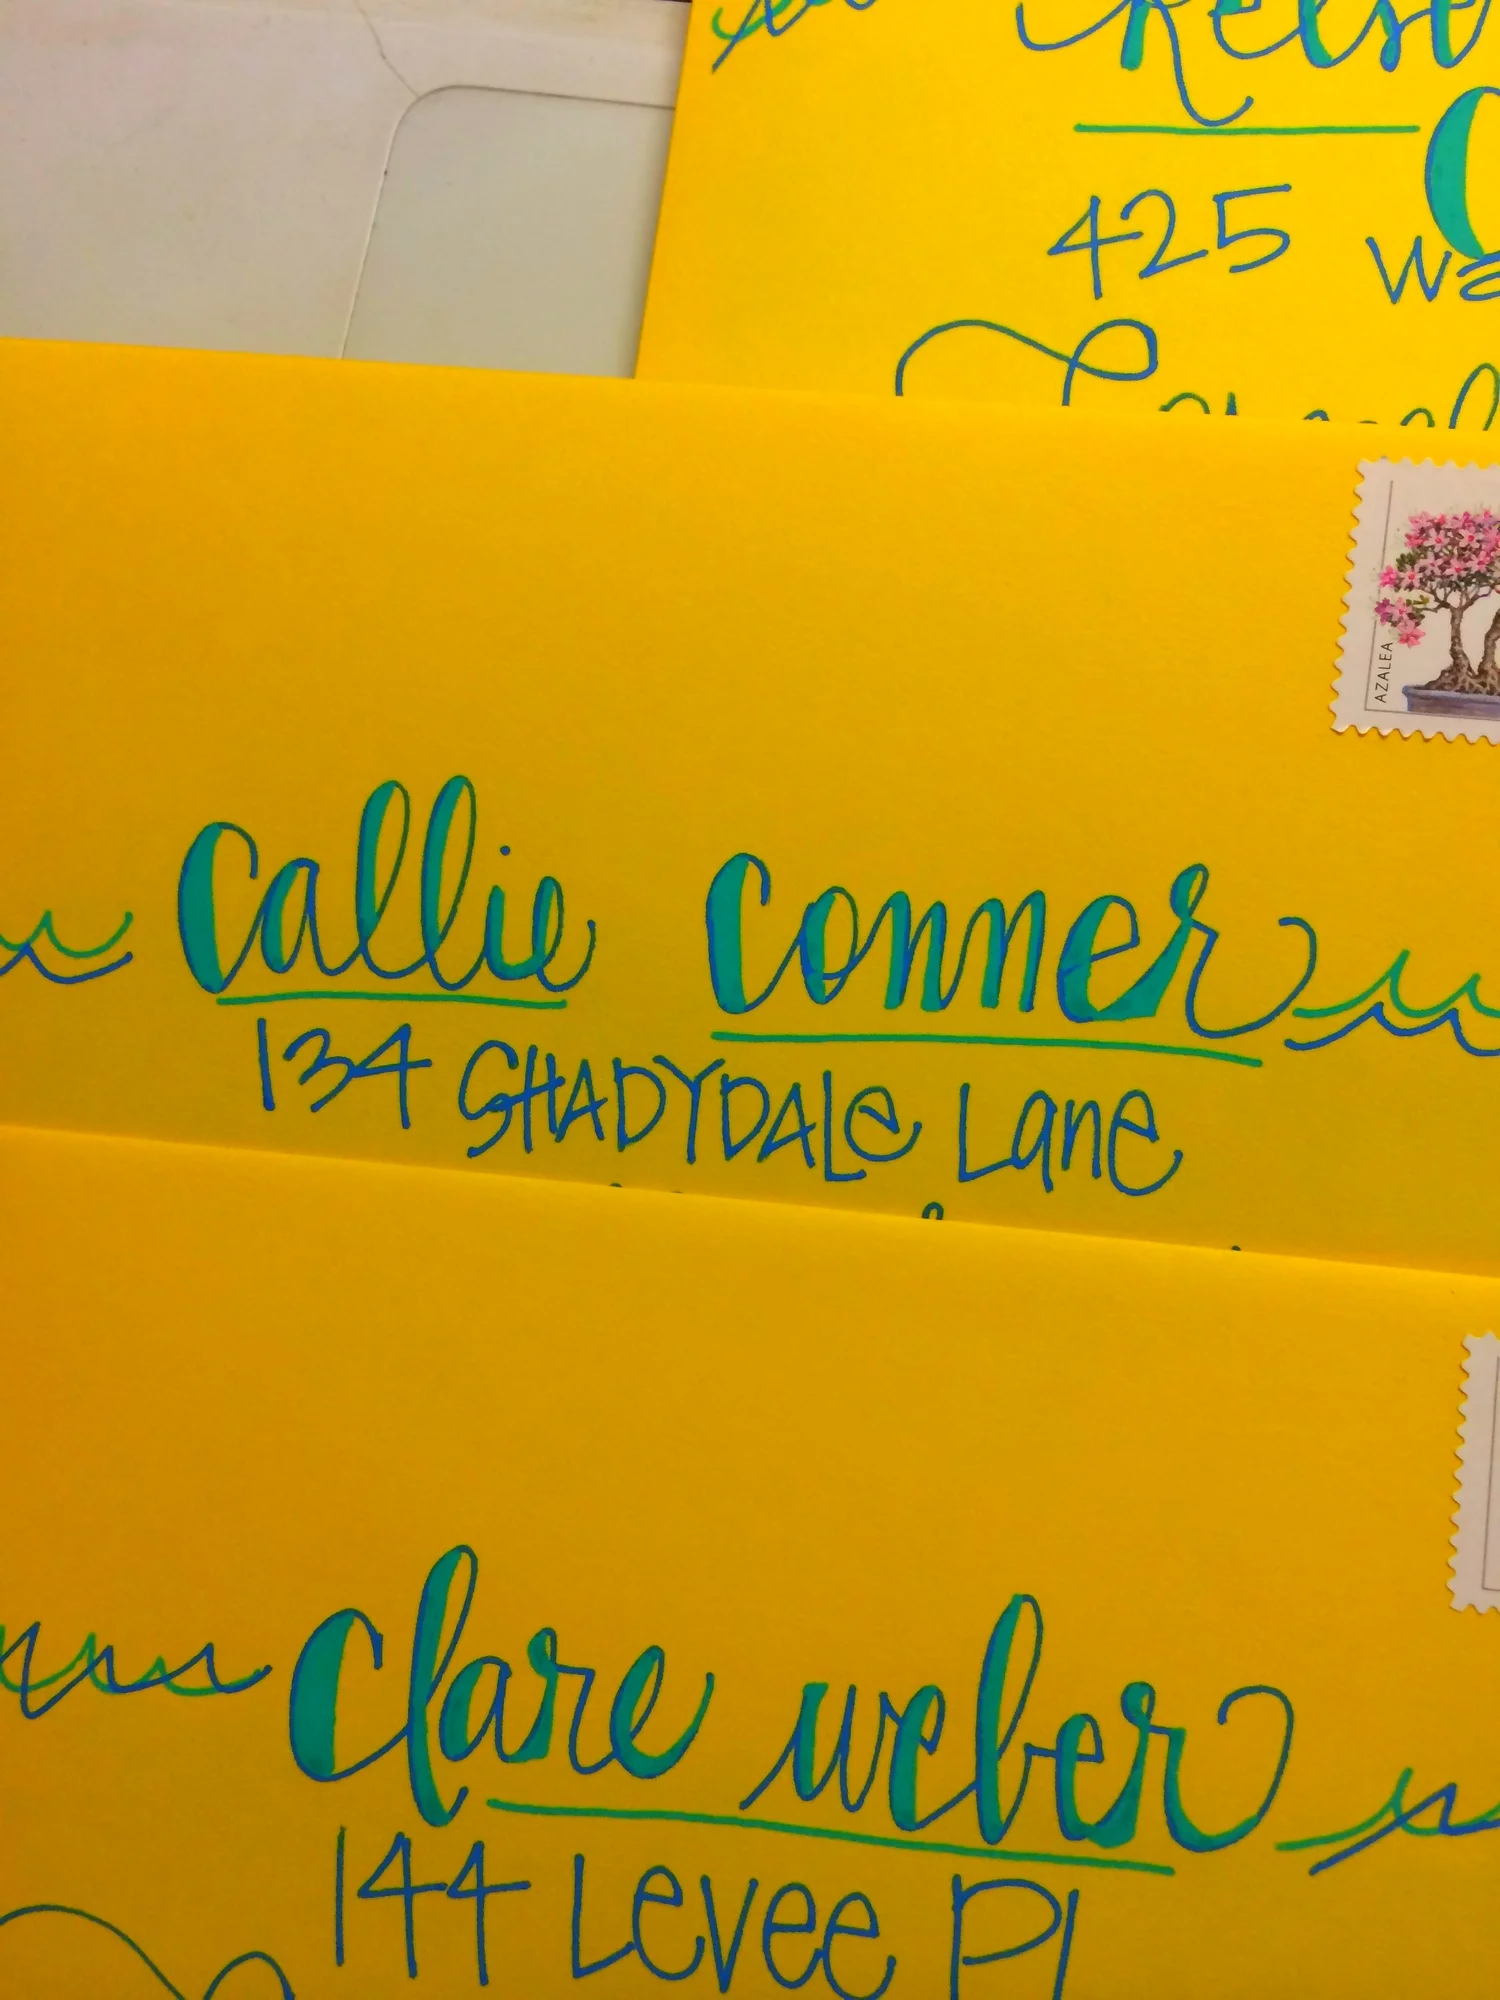 425
AZALEA
Callie Conner
134 SHADYDALE Lane
Clare Weber
144 Levee Pl